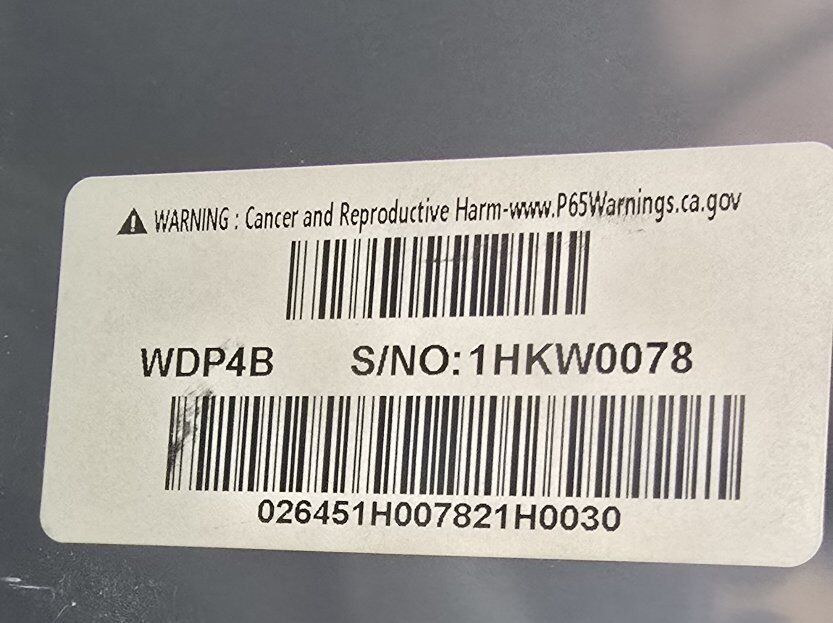 WARNING : Cancer and Reproductive Harm-www.P65Warnings.ca.gov
WDP4B S/NO:1HKW0078
026451H007821H0030